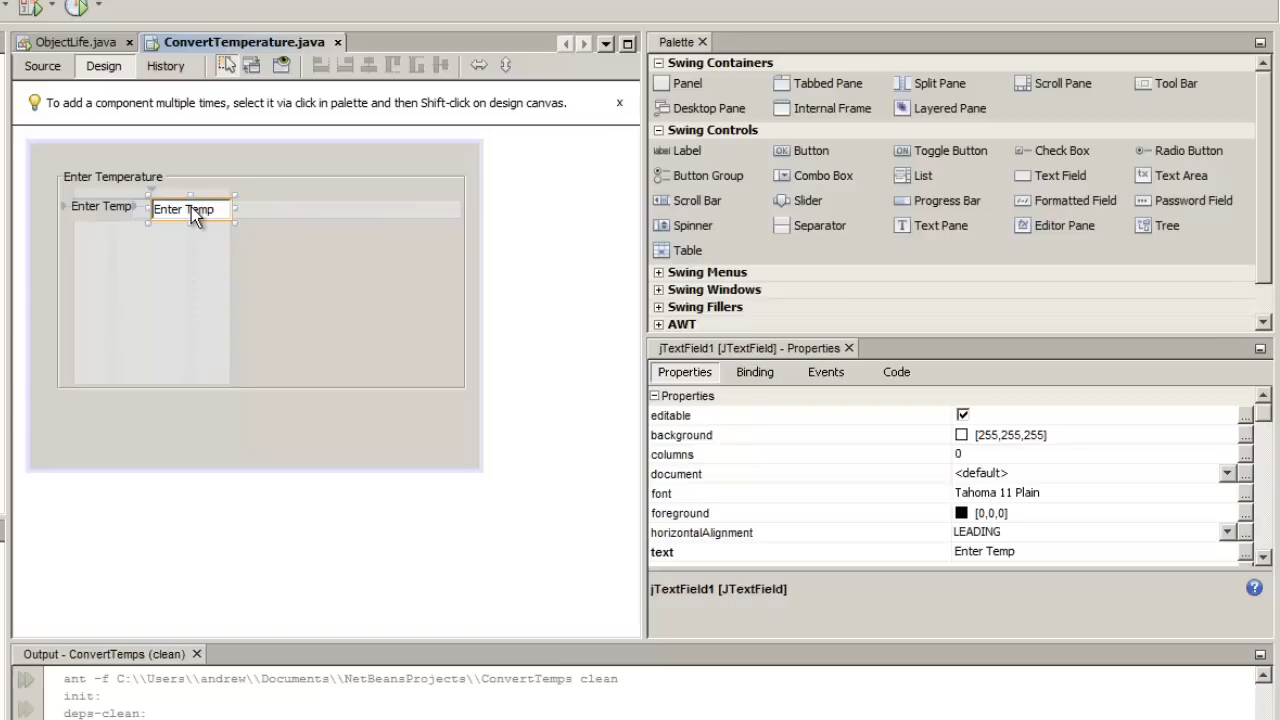 ObjectLife.java × ConvertTemperature.java ×
Source Design History
To add a component multiple times, select it via click in palette and then Shift-click on design canvas. x
Enter Temperature
Enter Temp Enter Temp
Palette ×
Swing Containers
Panel Tabbed Pane Split Pane Scroll Pane Tool Bar
Desktop Pane Internal Frame Layered Pane
Swing Controls
label Label OK Button ON Toggle Button Check Box Radio Button
Button Group Combo Box List Text Field Text Area
Scroll Bar Slider Progress Bar Formatted Field Password Field
Spinner Separator T Text Pane Editor Pane Tree
Table
Swing Menus
Swing Windows
Swing Fillers
AWT
jTextField1 [JTextField] - Properties ×
Properties Binding Events Code
Properties
editable
background [255,255,255] ...
columns 0 ...
document <default> ...
font Tahoma 11 Plain ...
foreground [0,0,0] ...
horizontalAlignment LEADING ...
text Enter Temp ...
jTextField1 [JTextField] ?
Output - ConvertTemps (clean) ×
ant -f C:\\Users\\andrew\\Documents\\NetBeansProjects\\ConvertTemps clean
init:
deps-clean: